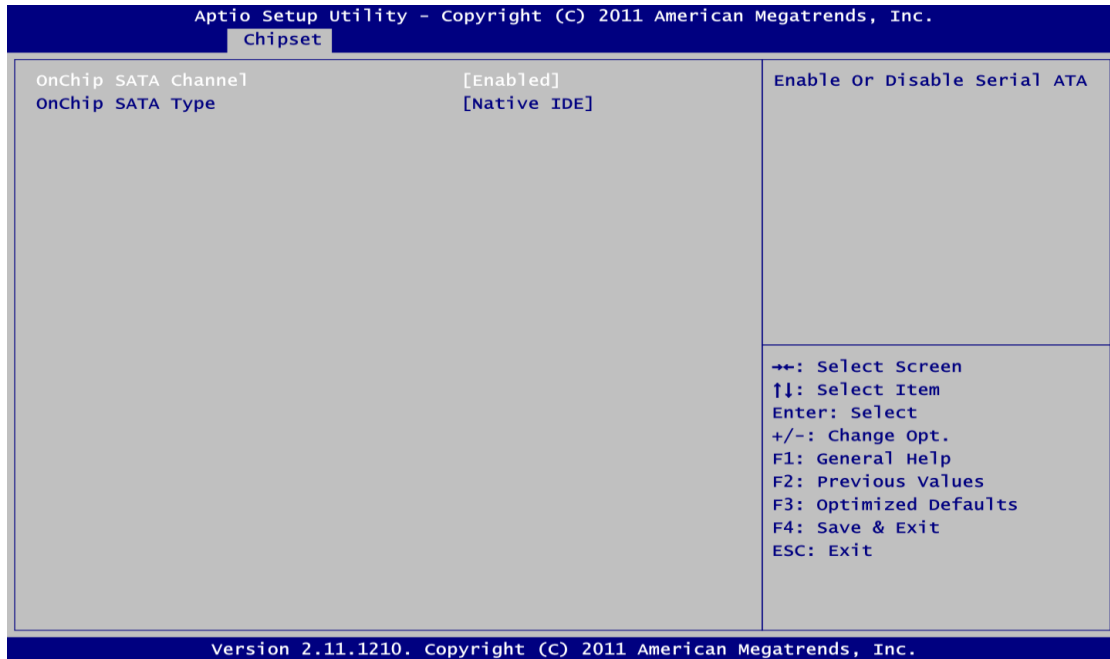 Aptio Setup Utility - Copyright (C) 2011 American Megatrends, Inc.
Chipset
OnChip SATA Channel [Enabled]
OnChip SATA Type [Native IDE]
Enable Or Disable Serial ATA
→←: Select Screen
↑↓: Select Item
Enter: Select
+/-: Change Opt.
F1: General Help
F2: Previous Values
F3: Optimized Defaults
F4: Save & Exit
ESC: Exit
Version 2.11.1210. Copyright (C) 2011 American Megatrends, Inc.